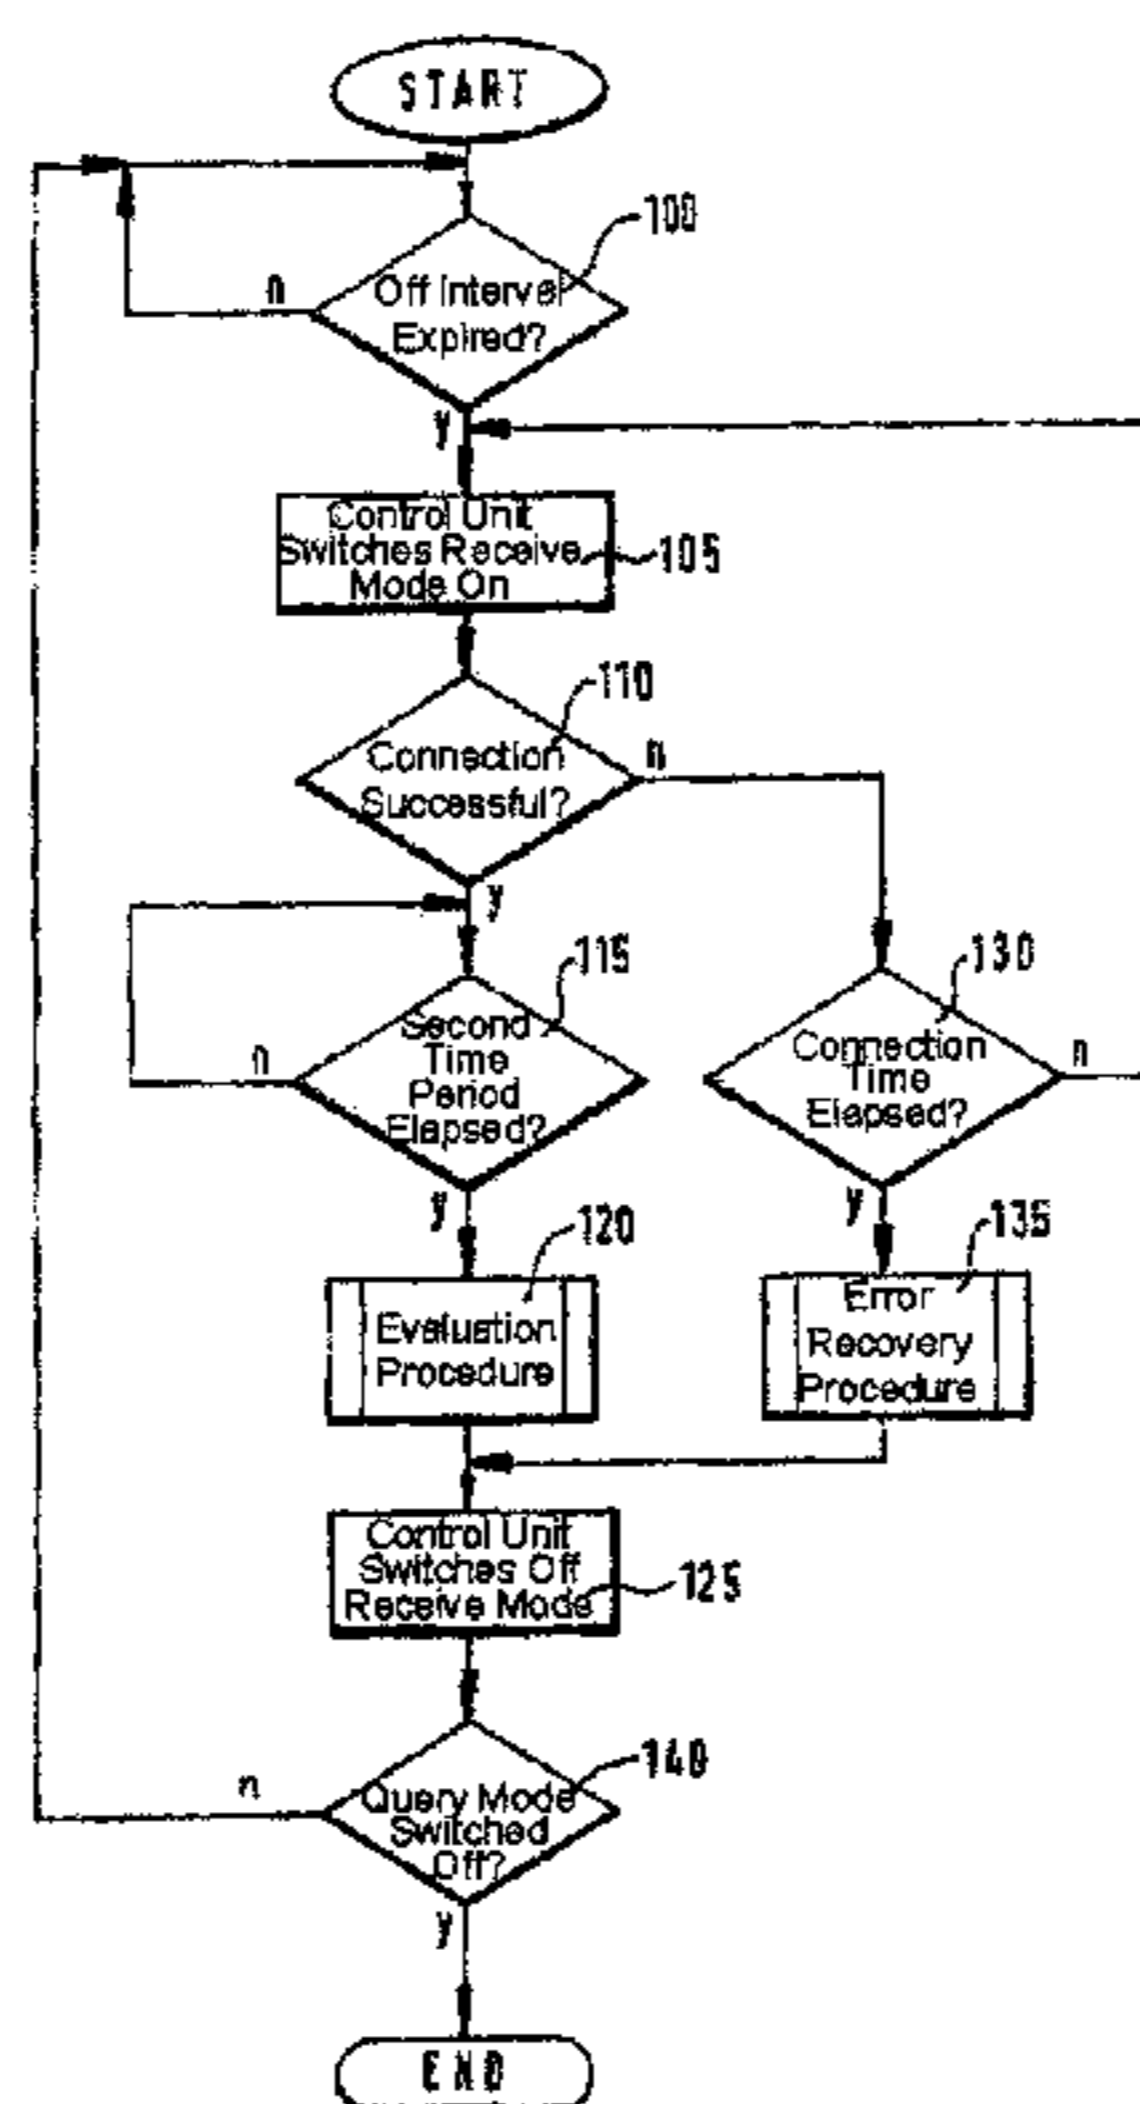 START
100
n
Off Interval
Expired?
y
Control Unit
Switches Receive
Mode On
105
110
Connection
Successful?
n
y
115
Second
Time
Period
Elapsed?
n
y
130
Connection
Time
Elapsed?
n
y
120
Evaluation
Procedure
135
Error
Recovery
Procedure
Control Unit
Switches Off
Receive Mode
125
140
n
Query Mode
Switched
Off?
y
END